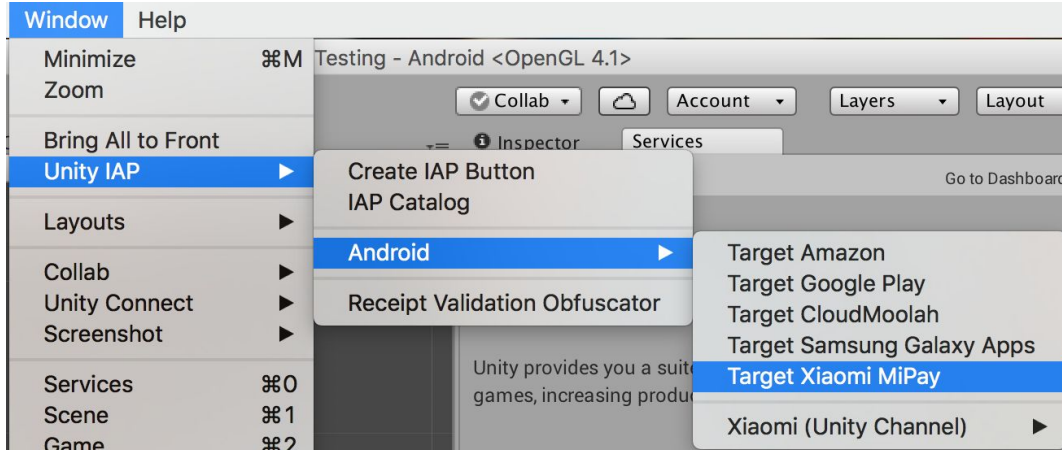 Window Help
Minimize ⌘M
Testing - Android <OpenGL 4.1>
Zoom
Collab
Account
Layers
Layout
Bring All to Front
Inspector
Services
Unity IAP
Create IAP Button
Go to Dashboard
IAP Catalog
Layouts
Android
Target Amazon
Collab
Target Google Play
Unity Connect
Receipt Validation Obfuscator
Target CloudMoolah
Screenshot
Target Samsung Galaxy Apps
Unity provides you a suit
Target Xiaomi MiPay
Services ⌘0
games, increasing produ
Scene ⌘1
Xiaomi (Unity Channel)
Game ⌘2